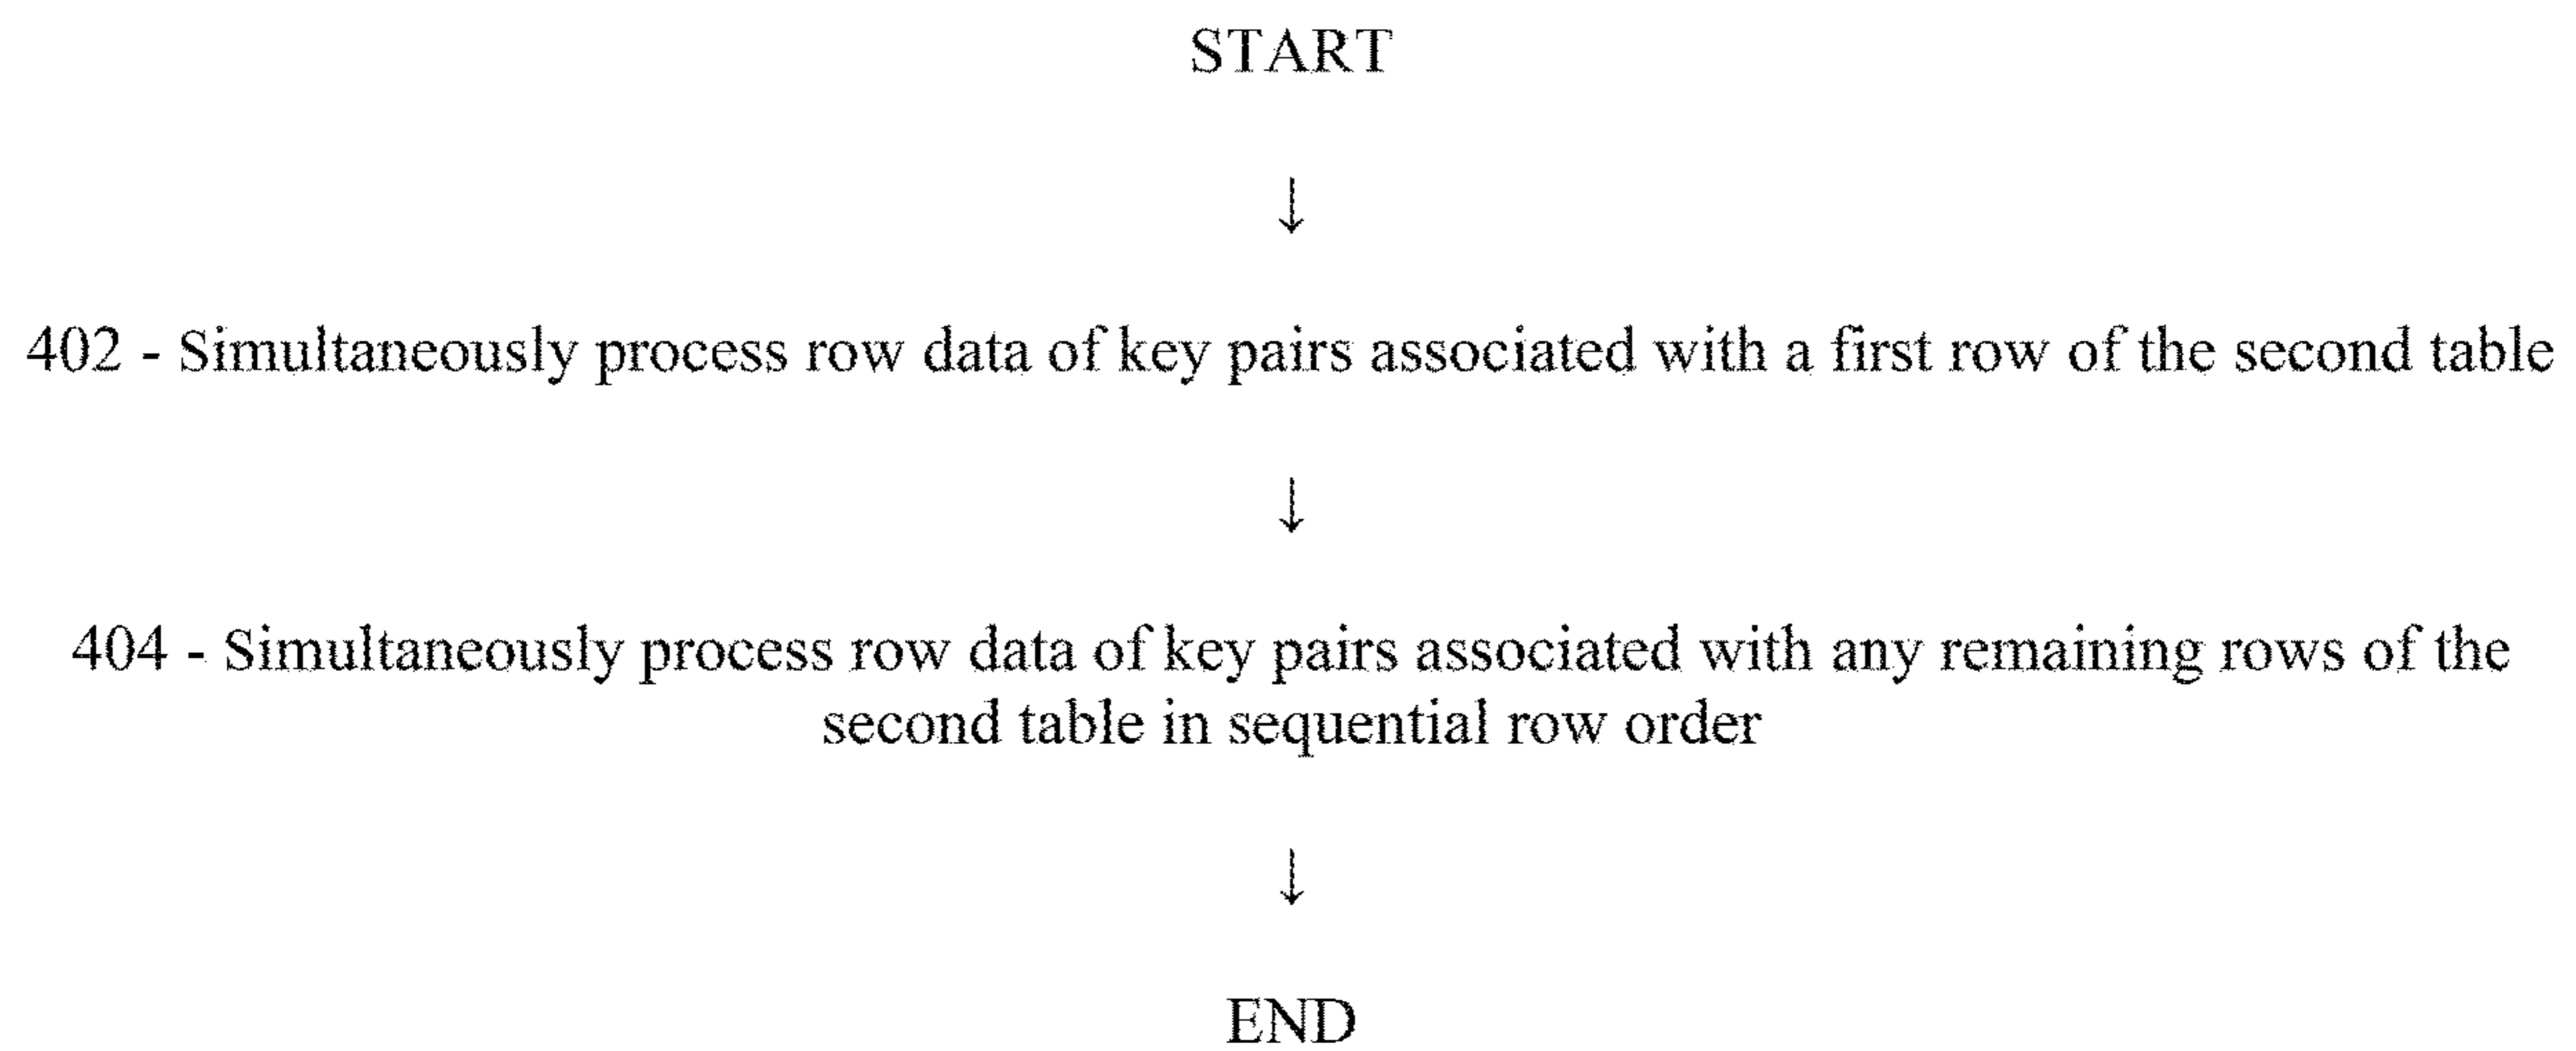 START
↓
402 - Simultaneously process row data of key pairs associated with a first row of the second table
↓
404 - Simultaneously process row data of key pairs associated with any remaining rows of the
second table in sequential row order
↓
END